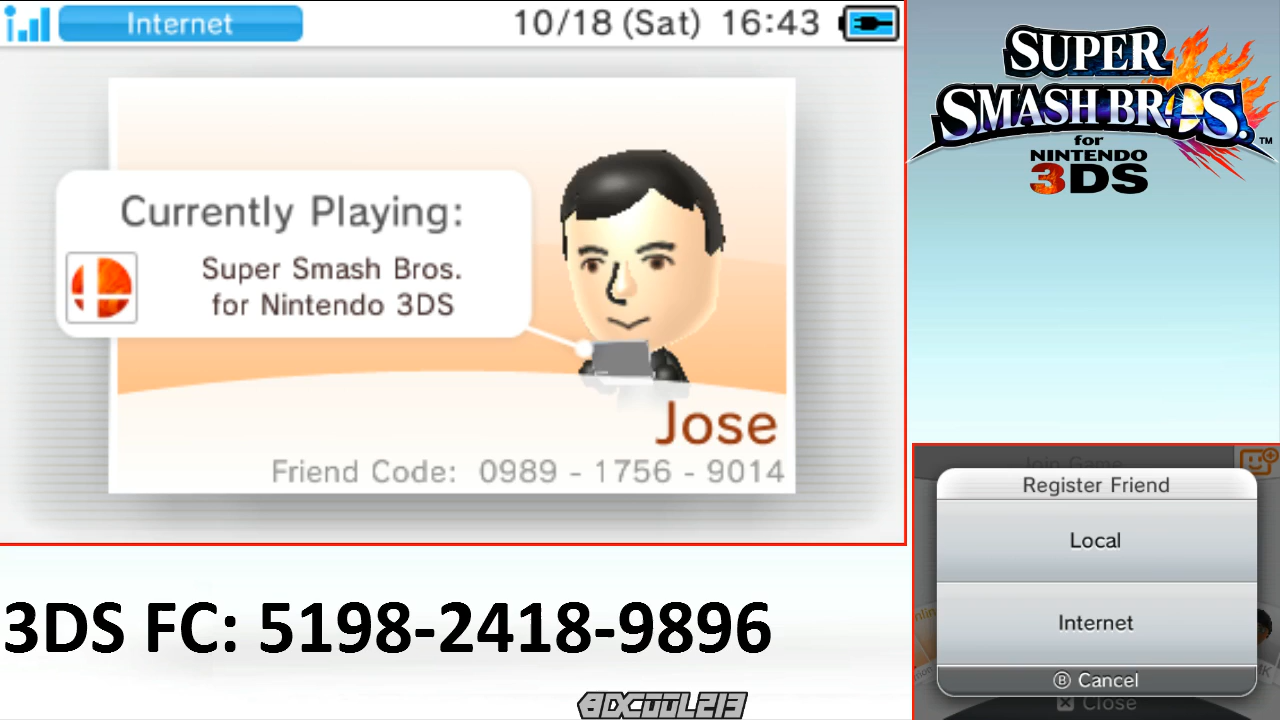 Internet
10/18 (Sat) 16:43
Currently Playing:
Super Smash Bros.
for Nintendo 3DS
Jose
Friend Code: 0989 - 1756 - 9014
3DS FC: 5198-2418-9896
ADCOOL213
SUPER
SMASH BROS.™
for
NINTENDO
3DS
Join Game
Register Friend
Local
Internet
Ⓑ Cancel
Close